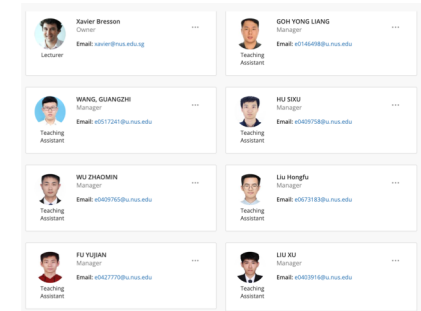 Xavier Bresson
Owner
Email: xavier@nus.edu.sg
Lecturer
GOH YONG LIANG
Manager
Email: e0146498@u.nus.edu
Teaching
Assistant
WANG, GUANGZHI
Manager
Email: e0517241@u.nus.edu
Teaching
Assistant
HU SIXU
Manager
Email: e0409758@u.nus.edu
Teaching
Assistant
WU ZHAOMIN
Manager
Email: e0409765@u.nus.edu
Teaching
Assistant
Liu Hongfu
Manager
Email: e0673183@u.nus.edu
Teaching
Assistant
FU YUJIAN
Manager
Email: e0427770@u.nus.edu
Teaching
Assistant
LIU XU
Manager
Email: e0403916@u.nus.edu
Teaching
Assistant